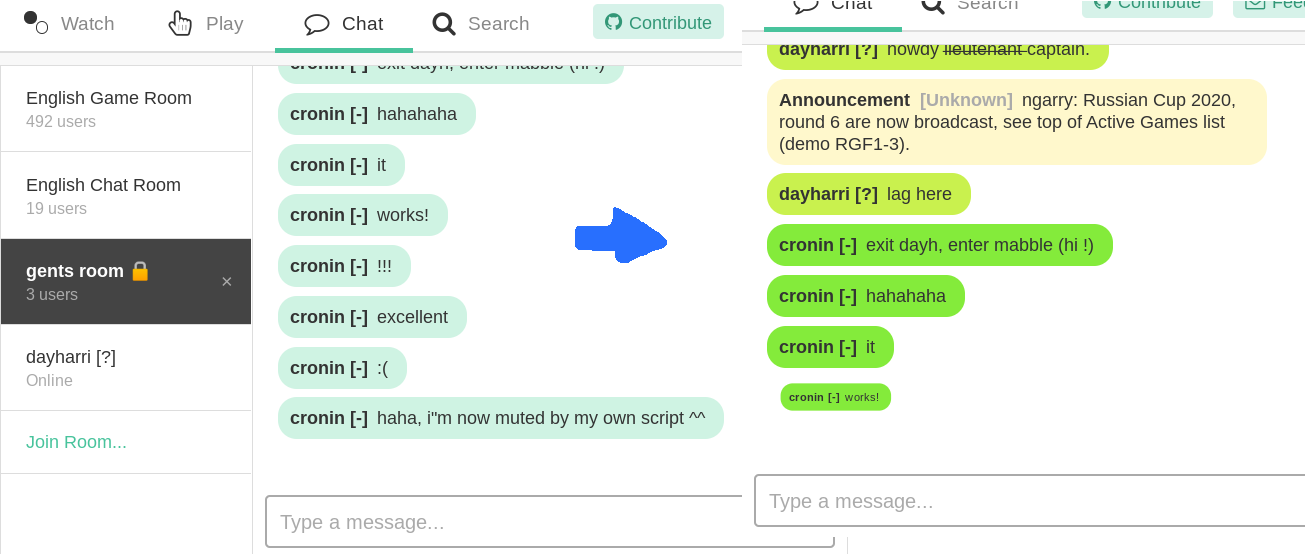 Watch
Play
Chat
Search
Contribute
English Game Room
492 users
English Chat Room
19 users
gents room
3 users
×
dayharri [?]
Online
Join Room...
cronin [-] exit dayh, enter mabble (hi !)
cronin [-] hahahaha
cronin [-] it
cronin [-] works!
cronin [-] !!!
cronin [-] excellent
cronin [-] :(
cronin [-] haha, i"m now muted by my own script ^^
Type a message...
Chat
Search
Contribute
dayharri [?] howdy lieutenant captain.
Announcement [Unknown] ngarry: Russian Cup 2020,
round 6 are now broadcast, see top of Active Games list
(demo RGF1-3).
dayharri [?] lag here
cronin [-] exit dayh, enter mabble (hi !)
cronin [-] hahahaha
cronin [-] it
cronin [-] works!
Type a message...